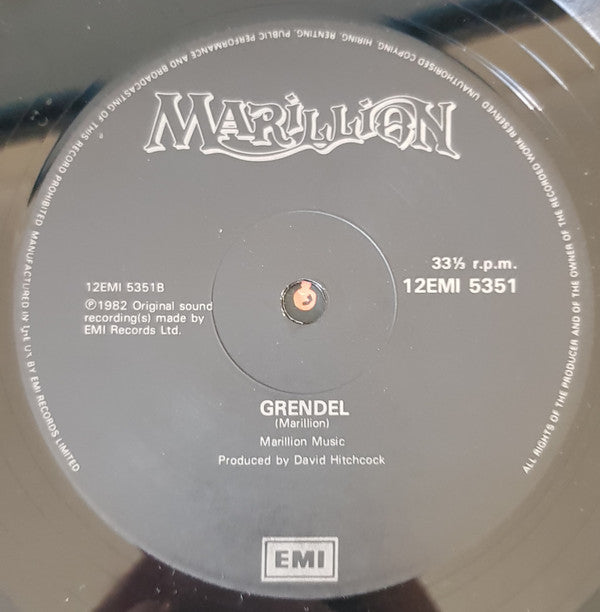 MANUFACTURED IN THE U.K. BY EMI RECORDS LIMITED
ALL RIGHTS OF THE PRODUCER AND OF THE OWNER OF THE RECORDED WORK RESERVED UNAUTHORISED COPYING, HIRING, RENTING, PUBLIC PERFORMANCE AND BROADCASTING OF THIS RECORD PROHIBITED
MARILLION
33⅓ r.p.m.
12EMI 5351
12EMI 5351B
℗1982 Original sound
recording(s) made by
EMI Records Ltd.
GRENDEL
(Marillion)
Marillion Music
Produced by David Hitchcock
EMI